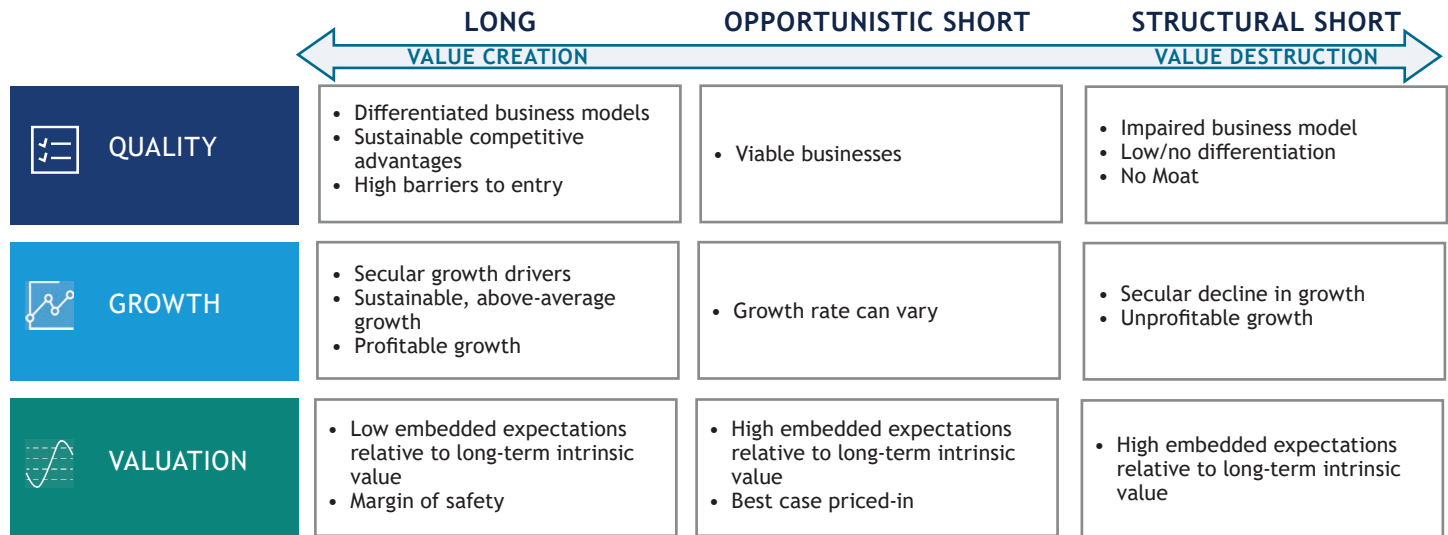 LONG
OPPORTUNISTIC SHORT
STRUCTURAL SHORT
VALUE CREATION
VALUE DESTRUCTION
QUALITY
• Differentiated business models
• Sustainable competitive
advantages
• High barriers to entry
• Viable businesses
• Impaired business model
• Low/no differentiation
• No Moat
GROWTH
• Secular growth drivers
• Sustainable, above-average
growth
• Profitable growth
• Growth rate can vary
• Secular decline in growth
• Unprofitable growth
VALUATION
• Low embedded expectations
relative to long-term intrinsic
value
• Margin of safety
• High embedded expectations
relative to long-term intrinsic
value
• Best case priced-in
• High embedded expectations
relative to long-term intrinsic
value